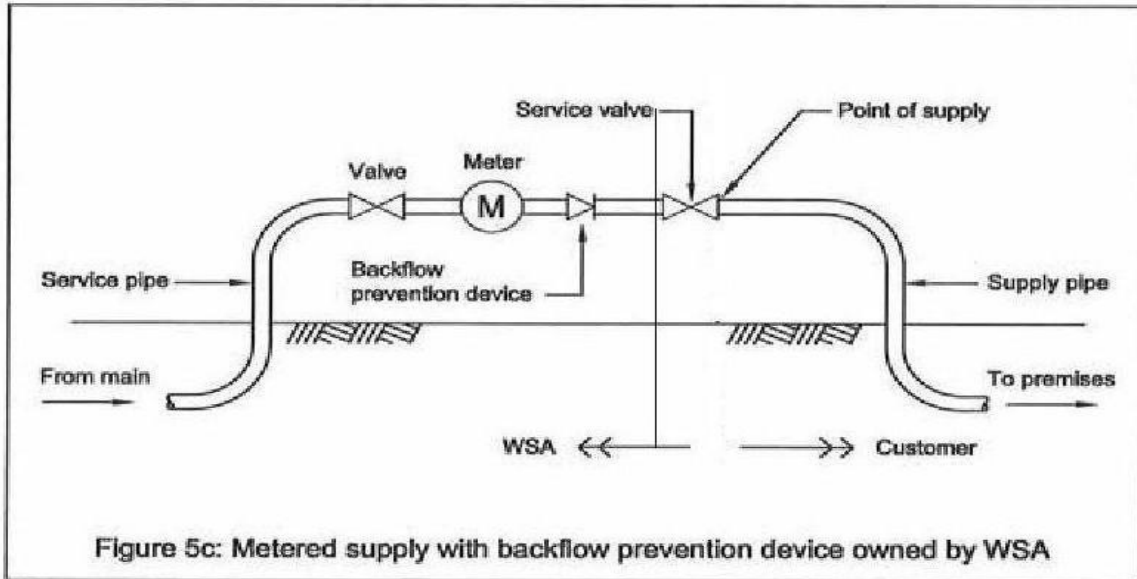 Service valve
Point of supply
Valve
Meter
M
Service pipe
Backflow
prevention device
Supply pipe
From main
To premises
WSA
Customer
Figure 5c: Metered supply with backflow prevention device owned by WSA